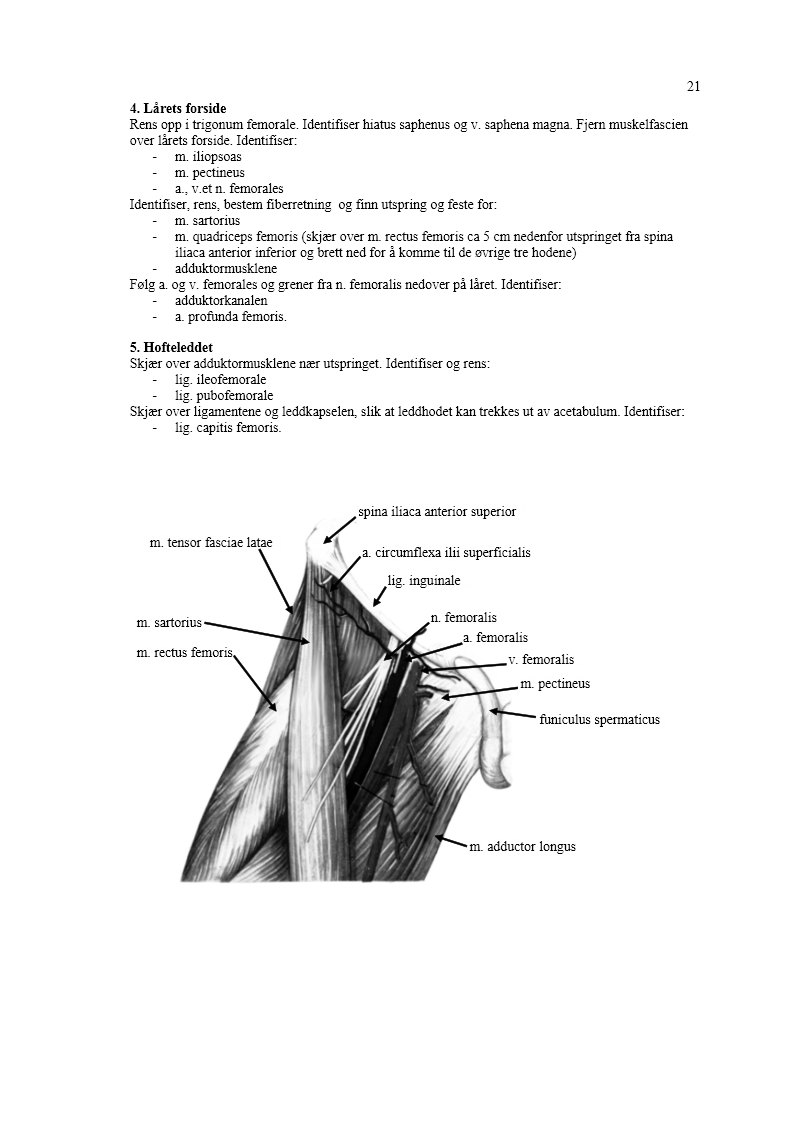 21
4. Lårets forside
Rens opp i trigonum femorale. Identifiser hiatus saphenus og v. saphena magna. Fjern muskelfascien
over lårets forside. Identifiser:
- m. iliopsoas
- m. pectineus
- a., v.et n. femorales
Identifiser, rens, bestem fiberretning og finn utspring og feste for:
- m. sartorius
- m. quadriceps femoris (skjær over m. rectus femoris ca 5 cm nedenfor utspringet fra spina
iliaca anterior inferior og brett ned for å komme til de øvrige tre hodene)
- adduktormusklene
Følg a. og v. femorales og grener fra n. femoralis nedover på låret. Identifiser:
- adduktorkanalen
- a. profunda femoris.
5. Hofteleddet
Skjær over adduktormusklene nær utspringet. Identifiser og rens:
- lig. ileofemorale
- lig. pubofemorale
Skjær over ligamentene og leddkapselen, slik at leddhodet kan trekkes ut av acetabulum. Identifiser:
- lig. capitis femoris.
spina iliaca anterior superior
m. tensor fasciae latae
a. circumflexa ilii superficialis
lig. inguinale
n. femoralis
m. sartorius
a. femoralis
m. rectus femoris
v. femoralis
m. pectineus
funiculus spermaticus
m. adductor longus